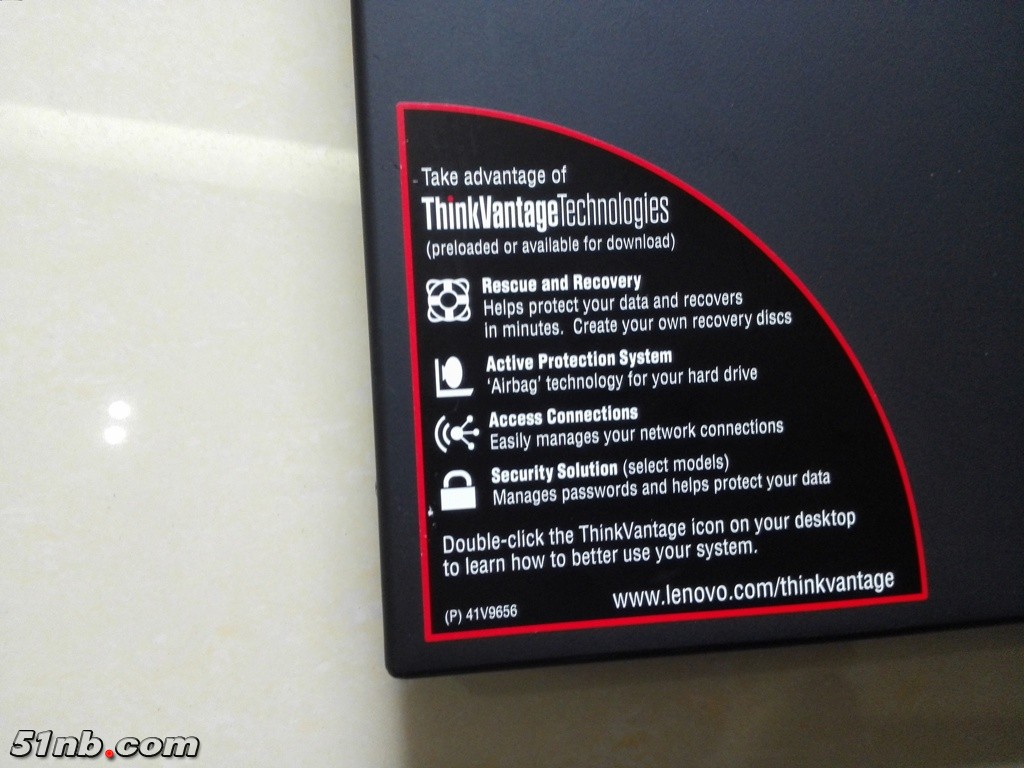 Take advantage of
ThinkVantageTechnologies
(preloaded or available for download)
Rescue and Recovery
Helps protect your data and recovers
in minutes. Create your own recovery discs
Active Protection System
'Airbag' technology for your hard drive
Access Connections
Easily manages your network connections
Security Solution (select models)
Manages passwords and helps protect your data
Double-click the ThinkVantage icon on your desktop
to learn how to better use your system.
www.lenovo.com/thinkvantage
(P) 41V9656
51nb.com